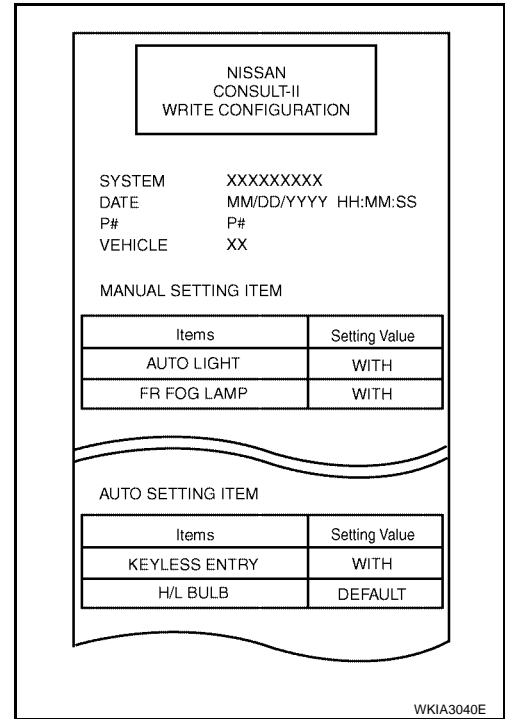 NISSAN
CONSULT-II
WRITE CONFIGURATION
SYSTEM XXXXXXXXX
DATE MM/DD/YYYY HH:MM:SS
P# P#
VEHICLE XX
MANUAL SETTING ITEM
Items Setting Value
AUTO LIGHT WITH
FR FOG LAMP WITH
AUTO SETTING ITEM
Items Setting Value
KEYLESS ENTRY WITH
H/L BULB DEFAULT
WKIA3040E